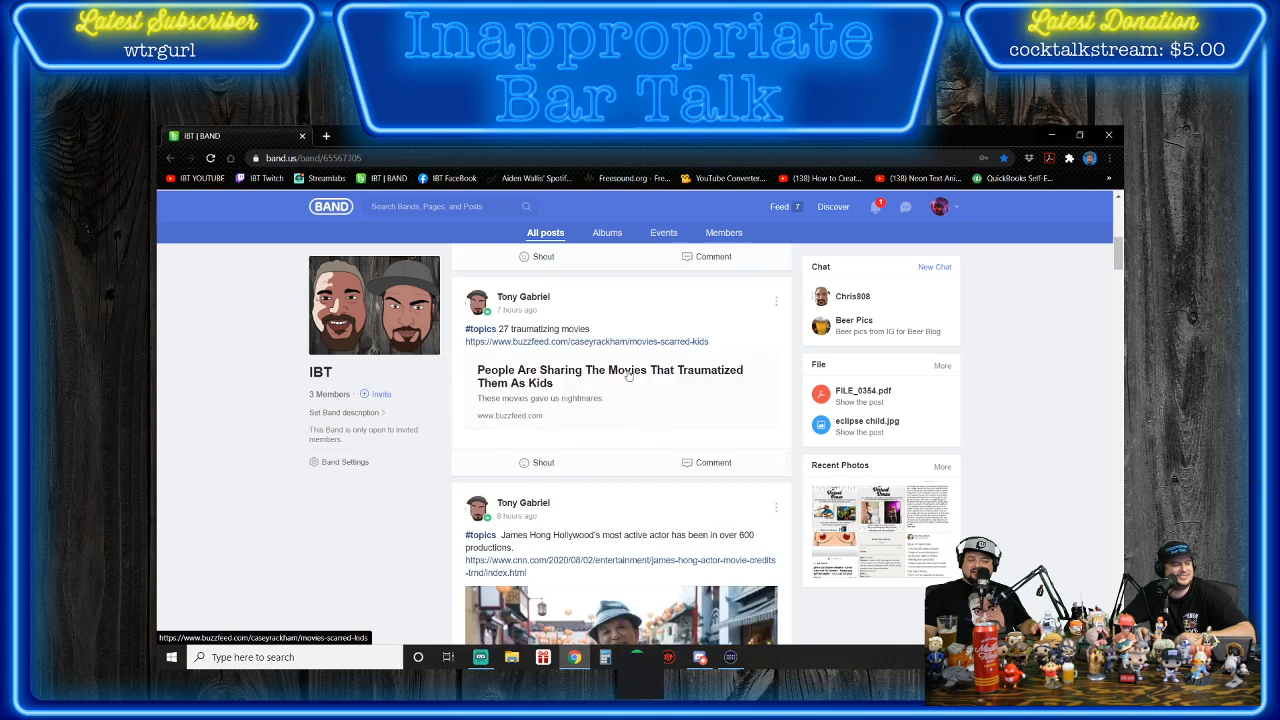 Latest Subscriber
wtrgurl
Inappropriate
Bar Talk
Latest Donation
cocktalkstream: $5.00
IBT | BAND
band.us/band/65567305
IBT YOUTUBE
IBT Twitch
Streamlabs
IBT | BAND
IBT FaceBook
Aiden Wallis' Spotif...
Freesound.org - Fre...
YouTube Converter...
(138) How to Creat...
(138) Neon Text Ani...
QuickBooks Self-E...
BAND
Search Bands, Pages, and Posts
Feed 7
Discover
1
All posts
Albums
Events
Members
Shout
Comment
IBT
3 Members · Invite
Set Band description >
This Band is only open to invited
members.
Band Settings
Tony Gabriel
7 hours ago
#topics 27 traumatizing movies
https://www.buzzfeed.com/caseyrackham/movies-scarred-kids
People Are Sharing The Movies That Traumatized
Them As Kids
These movies gave us nightmares.
www.buzzfeed.com
Shout
Comment
Tony Gabriel
8 hours ago
#topics James Hong Hollywood's most active actor has been in over 600
productions.
https://www.cnn.com/2020/08/02/entertainment/james-hong-actor-movie-credits
-trnd/index.html
Chat
New Chat
Chris808
Beer Pics
Beer pics from IG for Beer Blog
File
More
FILE_0354.pdf
Show the post
eclipse child.jpg
Show the post
Recent Photos
More
https://www.buzzfeed.com/caseyrackham/movies-scarred-kids
Type here to search